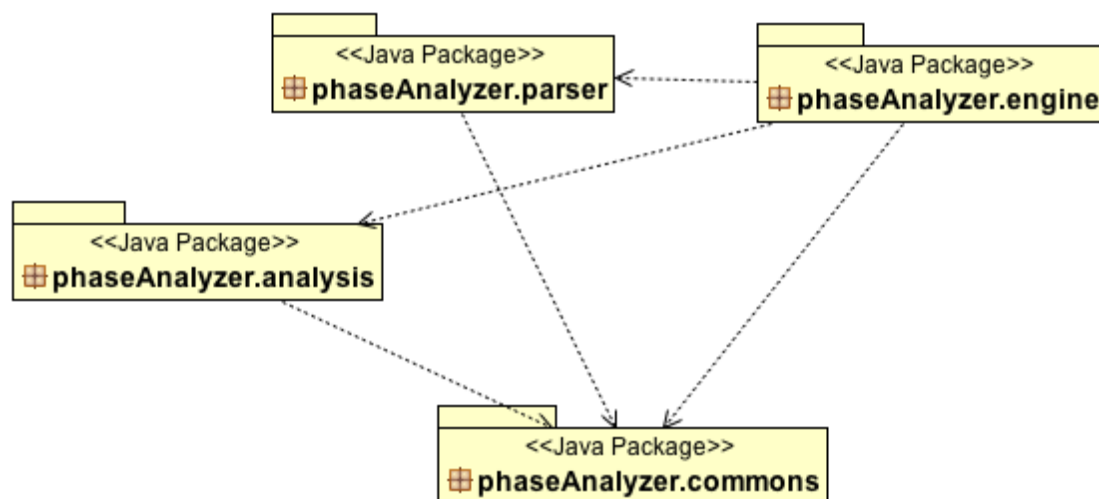 <<Java Package>>
phaseAnalyzer.parser
<<Java Package>>
phaseAnalyzer.engine
<<Java Package>>
phaseAnalyzer.analysis
<<Java Package>>
phaseAnalyzer.commons